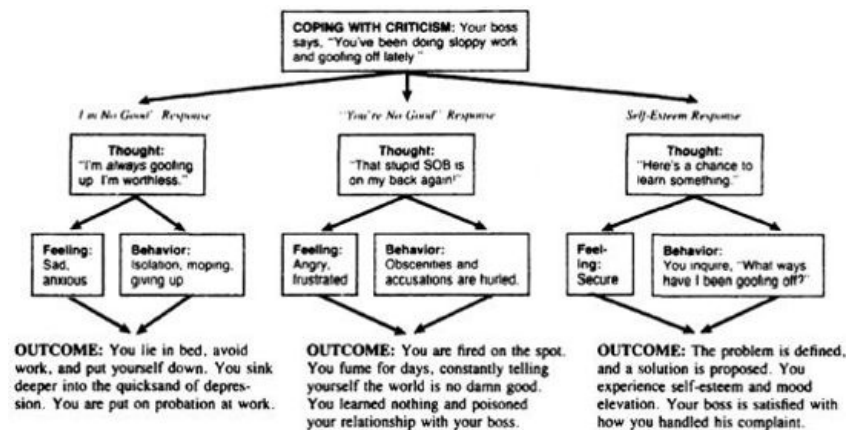 COPING WITH CRITICISM: Your boss
says, "You've been doing sloppy work
and goofing off lately"
I'm No Good" Response
"You're No Good" Response
Self-Esteem Response
Thought:
"I'm always goofing
up I'm worthless."
Thought:
"That stupid SOB is
on my back again!"
Thought:
"Here's a chance to
learn something."
Feeling:
Sad,
anxious
Behavior:
Isolation, moping,
giving up
Feeling:
Angry,
frustrated
Behavior:
Obscenities and
accusations are hurled.
Feel-
ing:
Secure
Behavior:
You inquire, "What ways
have I been goofing off?"
OUTCOME: You lie in bed, avoid
work, and put yourself down. You sink
deeper into the quicksand of depres-
sion. You are put on probation at work.
OUTCOME: You are fired on the spot.
You fume for days, constantly telling
yourself the world is no damn good.
You learned nothing and poisoned
your relationship with your boss.
OUTCOME: The problem is defined,
and a solution is proposed. You
experience self-esteem and mood
elevation. Your boss is satisfied with
how you handled his complaint.